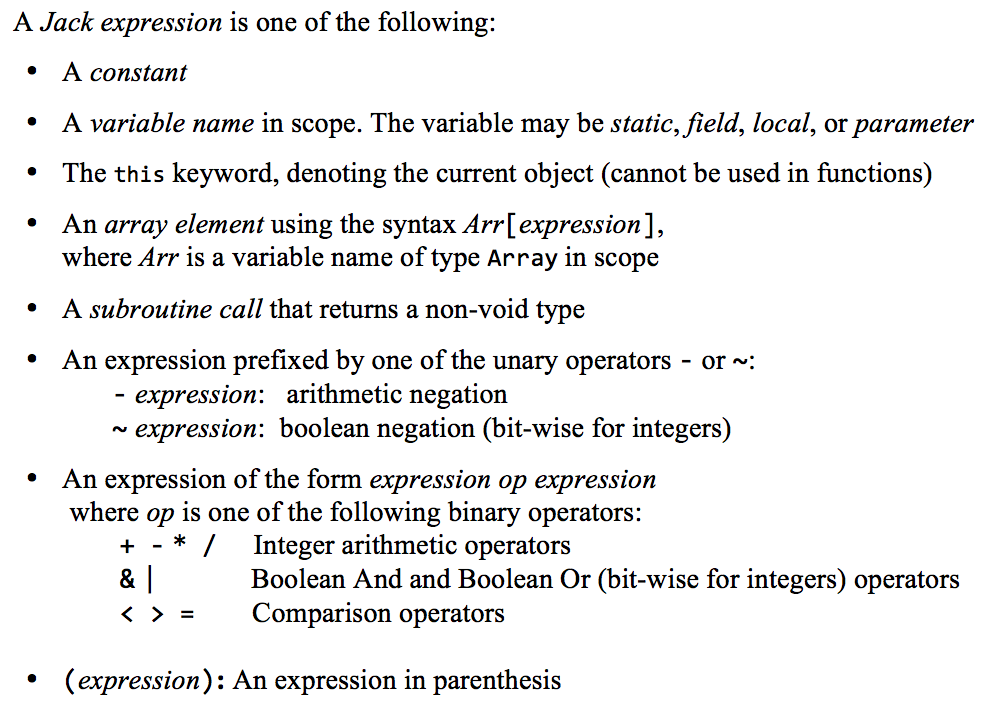 A Jack expression is one of the following:
• A constant
• A variable name in scope. The variable may be static, field, local, or parameter
• The this keyword, denoting the current object (cannot be used in functions)
• An array element using the syntax Arr[expression],
where Arr is a variable name of type Array in scope
• A subroutine call that returns a non-void type
• An expression prefixed by one of the unary operators - or ~:
- expression: arithmetic negation
~ expression: boolean negation (bit-wise for integers)
• An expression of the form expression op expression
where op is one of the following binary operators:
+ - * / Integer arithmetic operators
& | Boolean And and Boolean Or (bit-wise for integers) operators
< > = Comparison operators
• (expression): An expression in parenthesis